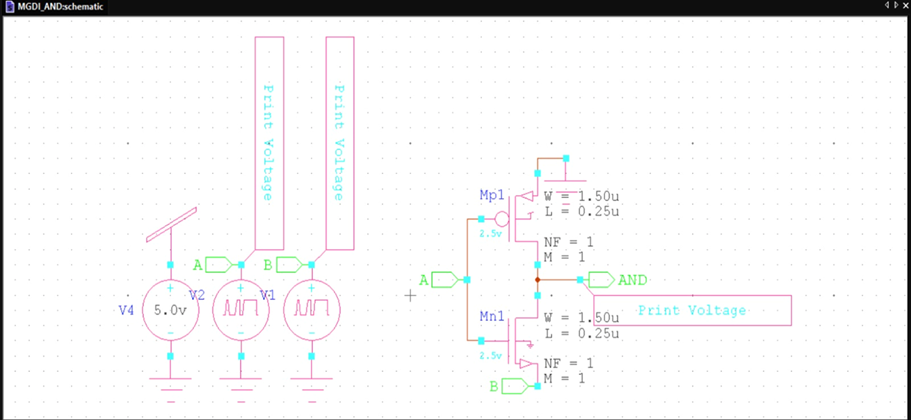 MGDI_AND:schematic
Print Voltage
Print Voltage
Mp1
W = 1.50u
L = 0.25u
2.5v
NF = 1
M = 1
A
B
A
AND
V4
5.0v
V2
V1
Print Voltage
Mn1
W = 1.50u
L = 0.25u
2.5v
NF = 1
M = 1
B